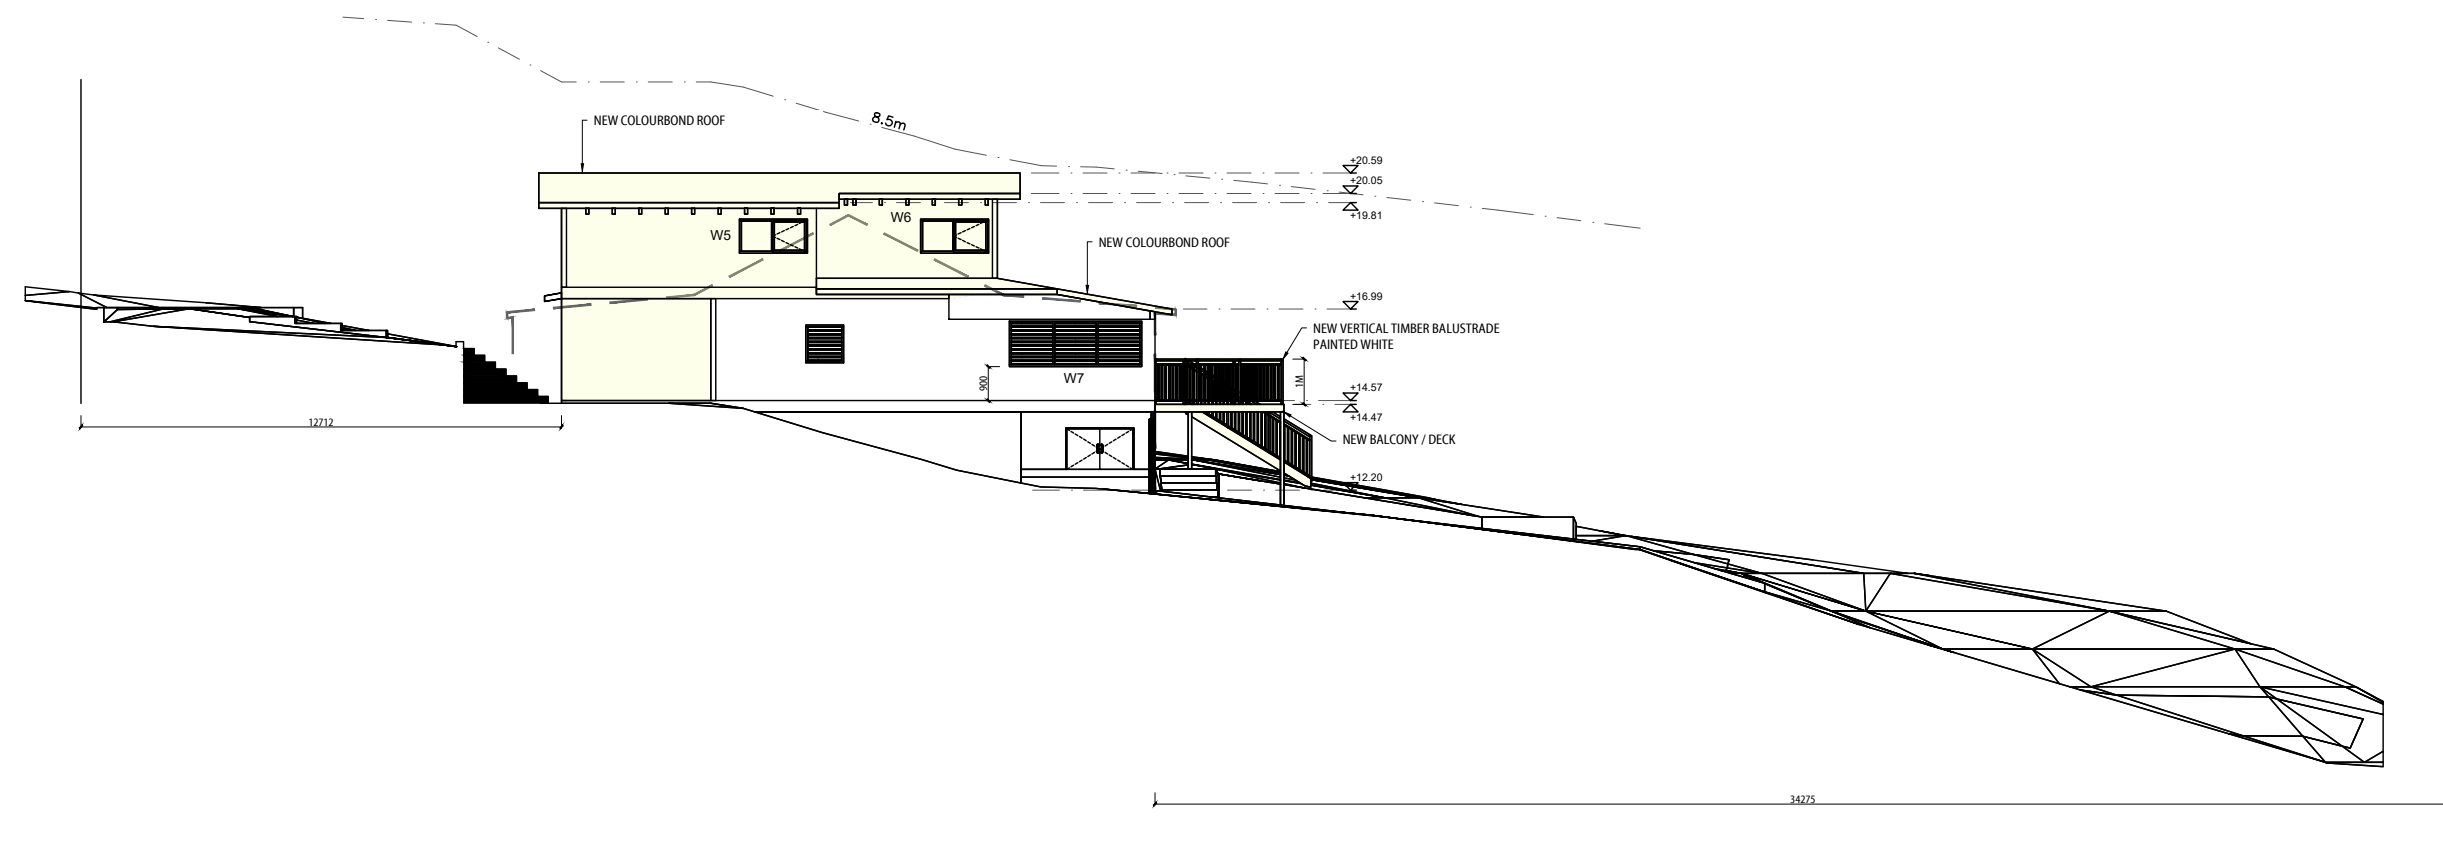 8.5m
NEW COLOURBOND ROOF
+20.59
+20.05
+19.81
W5
W6
NEW COLOURBOND ROOF
+16.99
NEW VERTICAL TIMBER BALUSTRADE
PAINTED WHITE
W7
900
1M
+14.57
+14.47
12712
NEW BALCONY / DECK
+12.20
34275